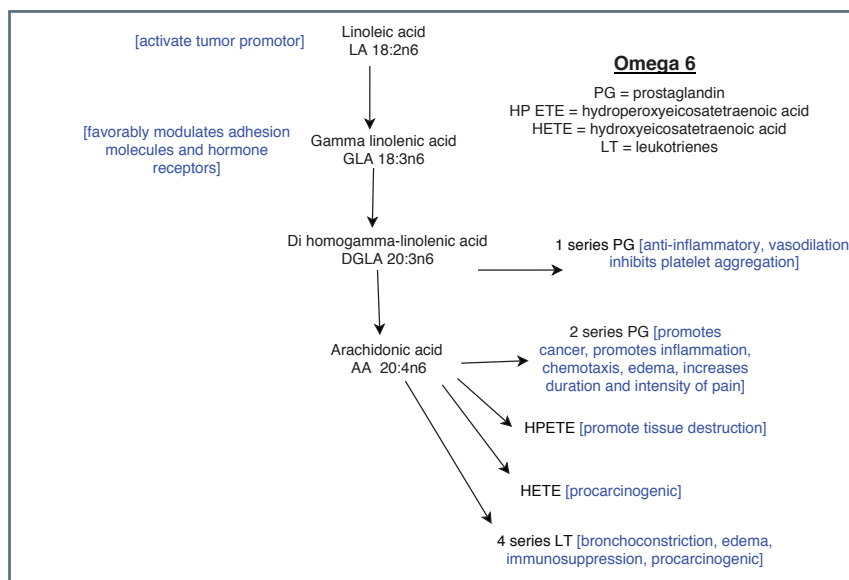 Linoleic acid
LA 18:2n6
[activate tumor promotor]
Omega 6
PG = prostaglandin
HP ETE = hydroperoxyeicosatetraenoic acid
HETE = hydroxyeicosatetraenoic acid
LT = leukotrienes
[favorably modulates adhesion
molecules and hormone
receptors]
Gamma linolenic acid
GLA 18:3n6
Di homogamma-linolenic acid
DGLA 20:3n6
1 series PG [anti-inflammatory, vasodilation
inhibits platelet aggregation]
Arachidonic acid
AA 20:4n6
2 series PG [promotes
cancer, promotes inflammation,
chemotaxis, edema, increases
duration and intensity of pain]
HPETE [promote tissue destruction]
HETE [procarcinogenic]
4 series LT [bronchoconstriction, edema,
immunosuppression, procarcinogenic]